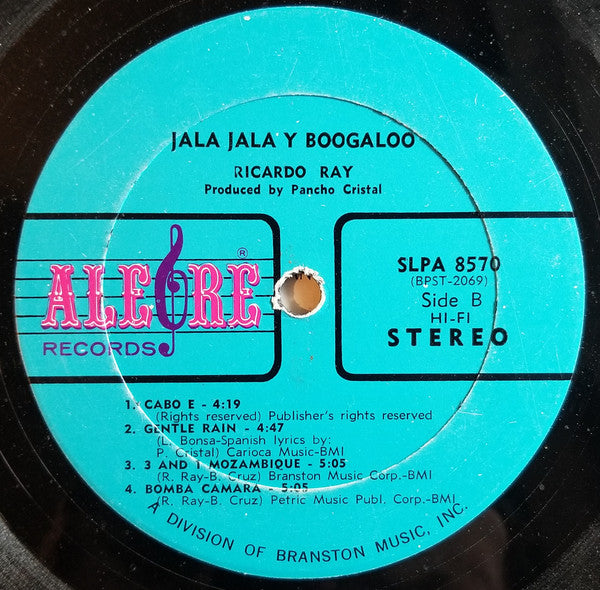 JALA JALA Y BOOGALOO
RICARDO RAY
Produced by Pancho Cristal
ALEGRE®
RECORDS
SLPA 8570
(BPST-2069)
Side B
HI-FI
STEREO
1. CABO E - 4:19
(Rights reserved) Publisher's rights reserved
2. GENTLE RAIN - 4:47
(L. Bonsa-Spanish lyrics by:
P. Cristal) Carioca Music-BMI
3. 3 AND 1 MOZAMBIQUE - 5:05
(R. Ray-B. Cruz) Branston Music Corp.-BMI
4. BOMBA CAMARA - 5:05
(R. Ray-B. Cruz) Petric Music Publ. Corp.-BMI
A DIVISION OF BRANSTON MUSIC, INC.